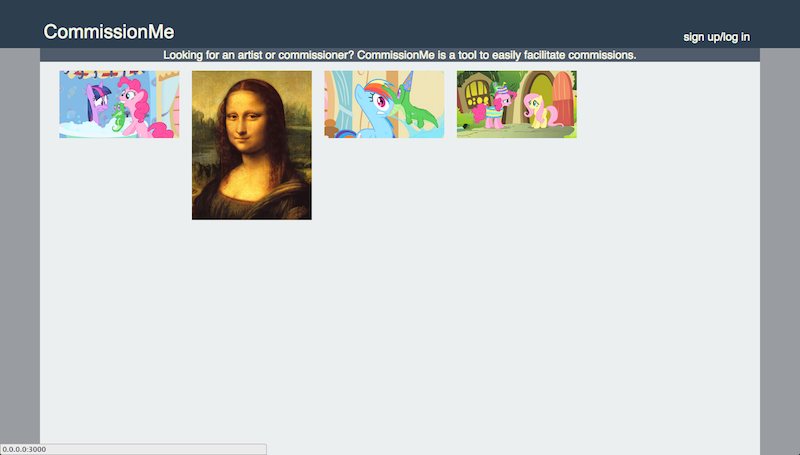 CommissionMe
sign up/log in
Looking for an artist or commissioner? CommissionMe is a tool to easily facilitate commissions.
0.0.0.0:3000